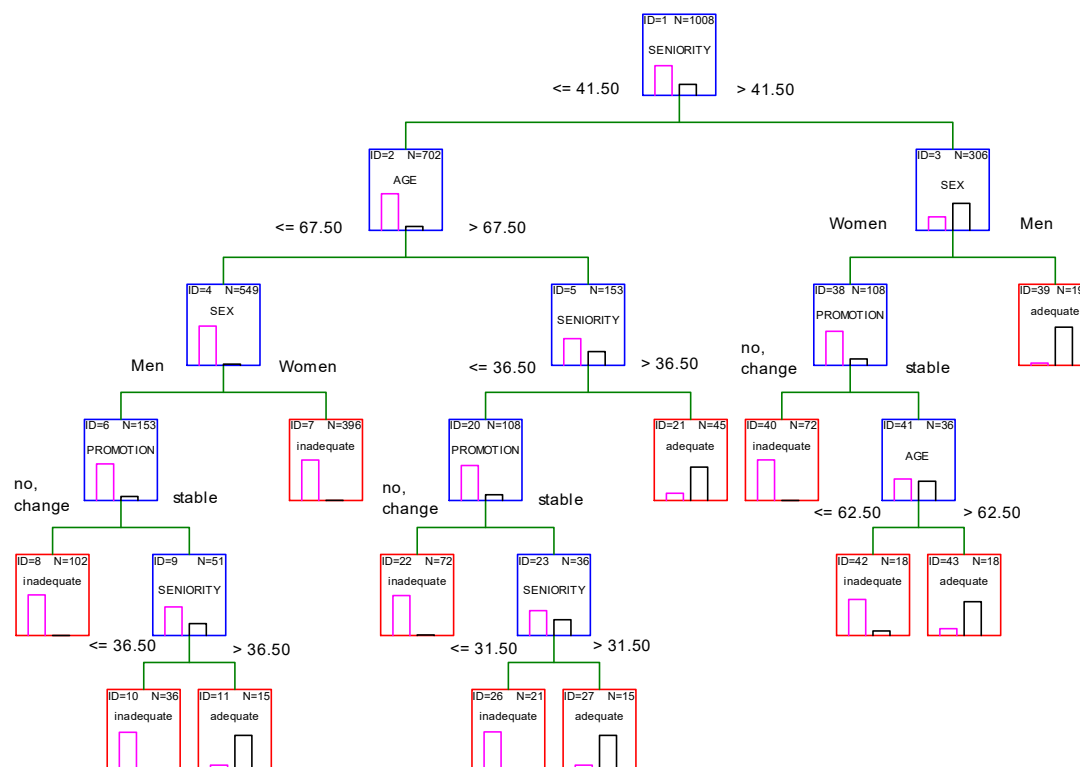 ID=1 N=1008
SENIORITY
<= 41.50 > 41.50
ID=2 N=702
AGE
ID=3 N=306
SEX
<= 67.50 > 67.50
Women Men
ID=4 N=549
SEX
ID=5 N=153
SENIORITY
ID=38 N=108
PROMOTION
ID=39
adequate
Men Women
<= 36.50 > 36.50
no,
change
stable
ID=6 N=153
PROMOTION
ID=7 N=396
inadequate
ID=20 N=108
PROMOTION
ID=21 N=45
adequate
ID=40 N=72
inadequate
ID=41 N=36
AGE
no,
change
stable
no,
change
stable
<= 62.50 > 62.50
ID=8 N=102
inadequate
ID=9 N=51
SENIORITY
ID=22 N=72
inadequate
ID=23 N=36
SENIORITY
ID=42 N=18
inadequate
ID=43 N=18
adequate
<= 36.50 > 36.50
<= 31.50 > 31.50
ID=10 N=36
inadequate
ID=11 N=15
adequate
ID=26 N=21
inadequate
ID=27 N=15
adequate